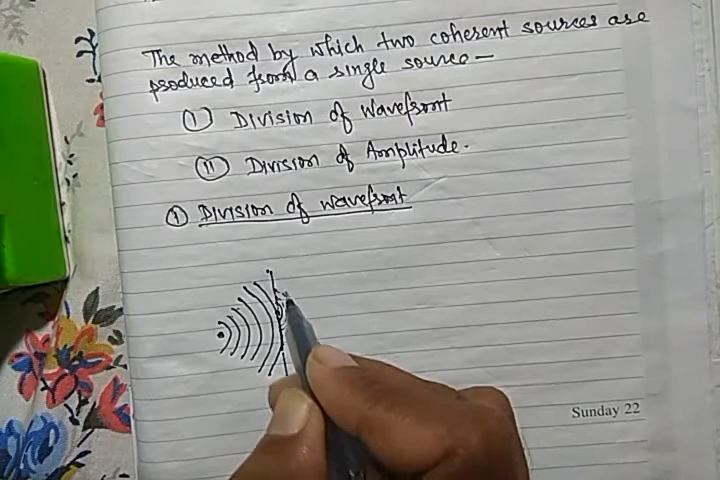 The method by which two coherent sources are
produced from a single source—
(I) Division of Wavefront
(II) Division of Amplitude.
(I) Division of wavefront
Sunday 22